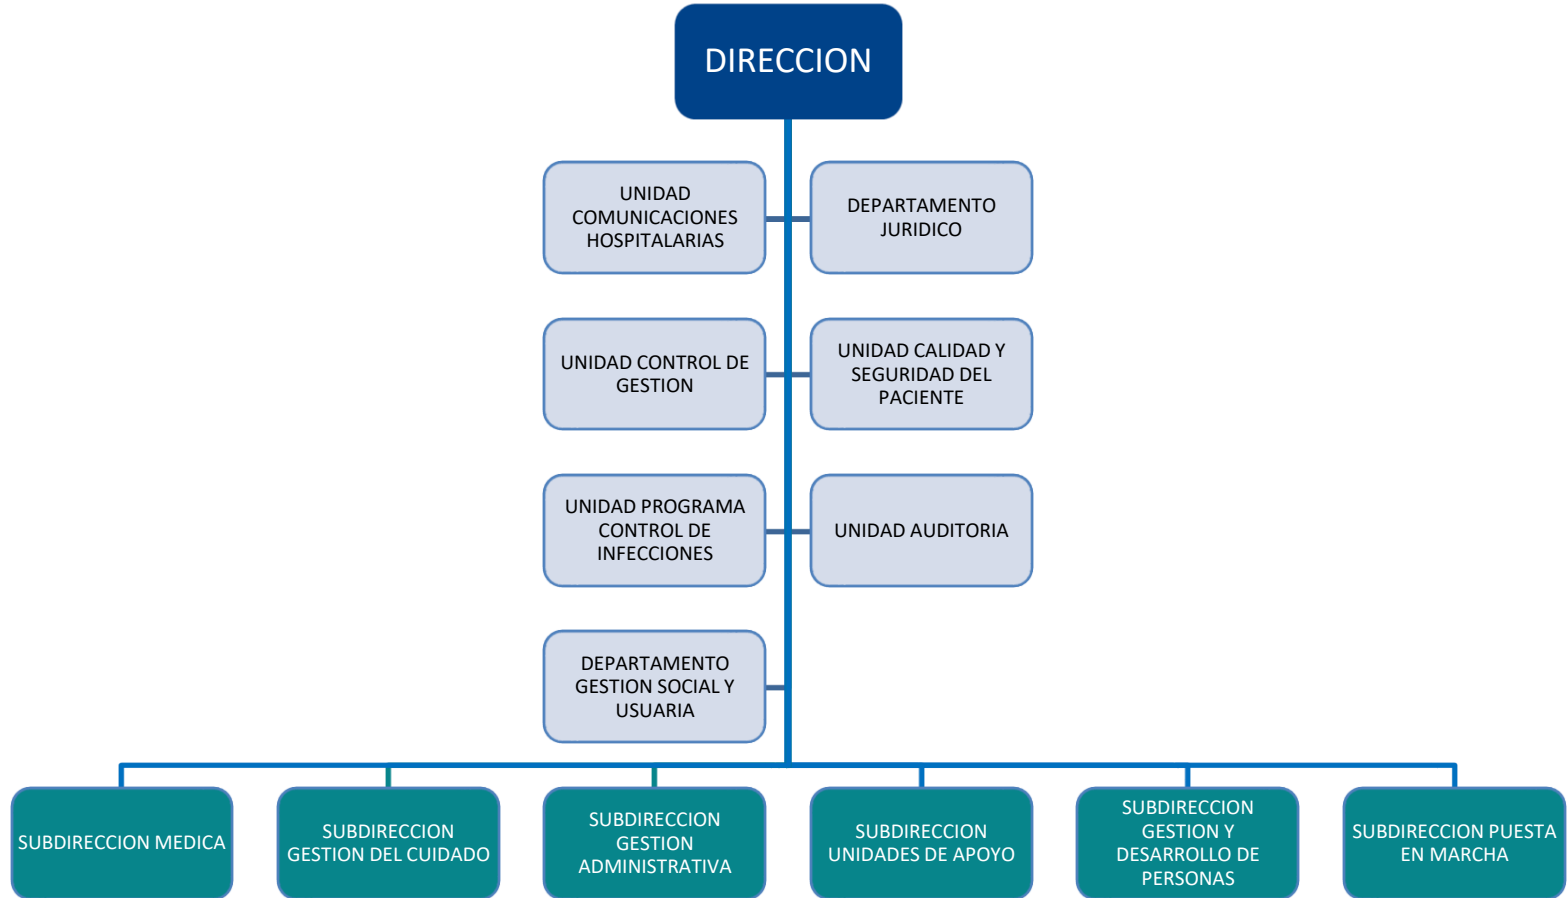 DIRECCION
UNIDAD
COMUNICACIONES
HOSPITALARIAS
DEPARTAMENTO
JURIDICO
UNIDAD CONTROL DE
GESTION
UNIDAD CALIDAD Y
SEGURIDAD DEL
PACIENTE
UNIDAD PROGRAMA
CONTROL DE
INFECCIONES
UNIDAD AUDITORIA
DEPARTAMENTO
GESTION SOCIAL Y
USUARIA
SUBDIRECCION MEDICA
SUBDIRECCION
GESTION DEL CUIDADO
SUBDIRECCION
GESTION
ADMINISTRATIVA
SUBDIRECCION
UNIDADES DE APOYO
SUBDIRECCION
GESTION Y
DESARROLLO DE
PERSONAS
SUBDIRECCION PUESTA
EN MARCHA